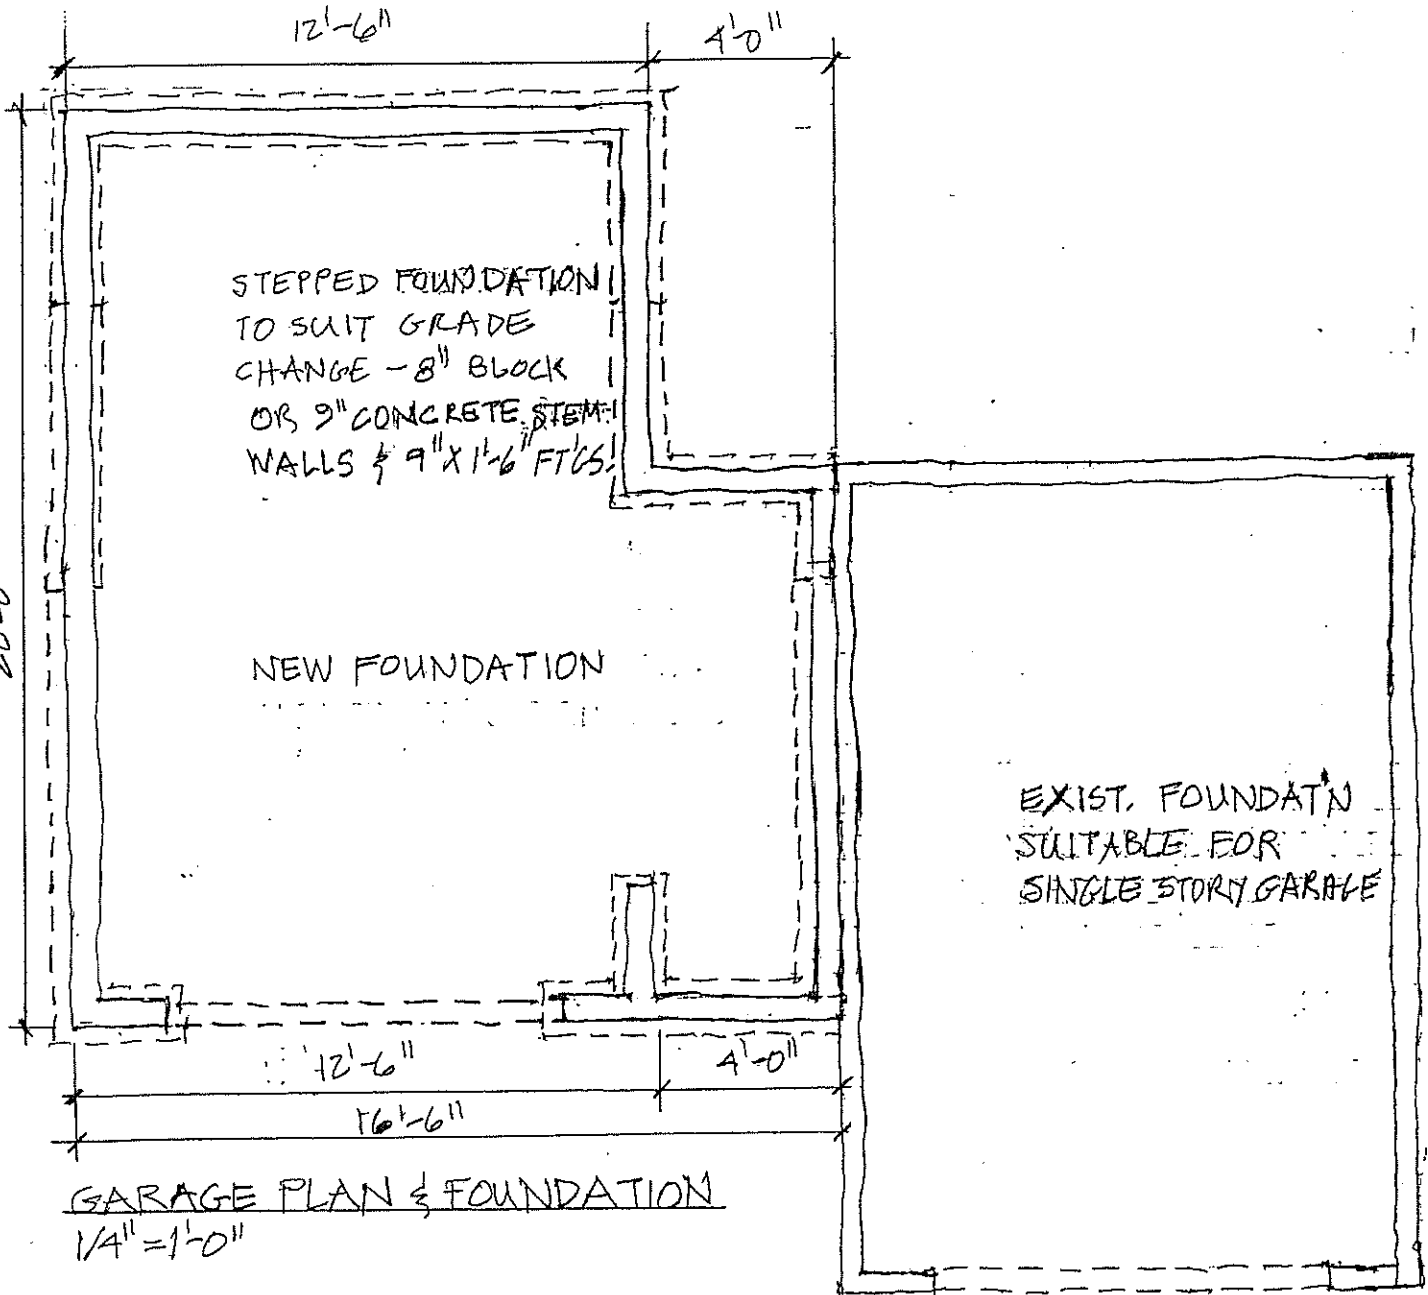 12'-6"
4'-0"
STEPPED FOUNDATION
TO SUIT GRADE
CHANGE - 8" BLOCK
OR 9" CONCRETE STEM
WALLS & 9" X 1'-6" FT'GS.
NEW FOUNDATION
EXIST. FOUNDAT'N
SUITABLE FOR
SINGLE STORY GARAGE
12'-6"
4'-0"
16'-6"
GARAGE PLAN & FOUNDATION
1/4" = 1'-0"